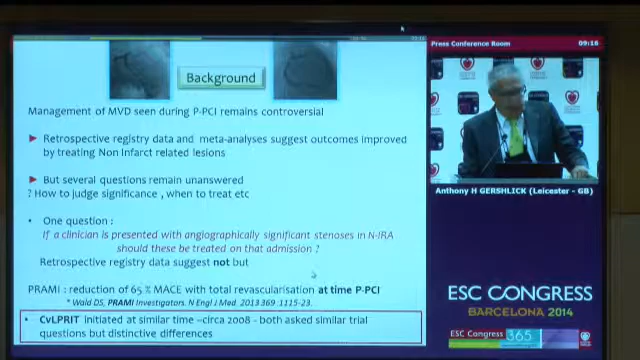 Press Conference Room 09:16
Background
Management of MVD seen during P-PCI remains controversial
Retrospective registry data and meta-analyses suggest outcomes improved
by treating Non Infarct related lesions
But several questions remain unanswered
? How to judge significance , when to treat etc
One question :
If a clinician is presented with angiographically significant stenoses in N-IRA
should these be treated on that admission ?
Retrospective registry data suggest not but
PRAMI : reduction of 65 % MACE with total revascularisation at time P-PCI
* Wald DS, PRAMI Investigators. N Engl J Med. 2013 369 :1115-23.
CvLPRIT initiated at similar time –circa 2008 - both asked similar trial
questions but distinctive differences
Anthony H GERSHLICK (Leicester - GB)
ESC CONGRESS
BARCELONA 2014
ESC Congress 365